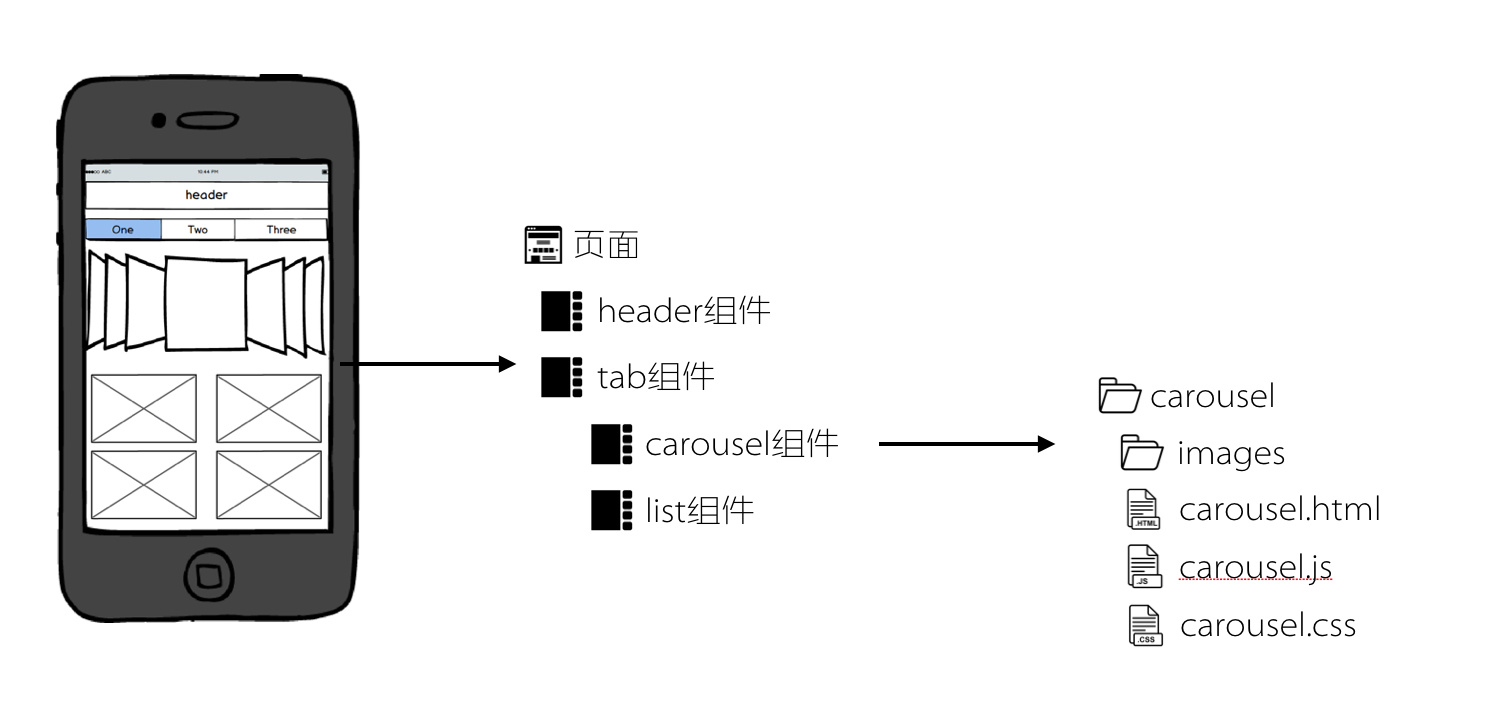 ABC 10:44 PM
header
One Two Three
页面
header组件
tab组件
carousel组件
list组件
carousel
images
.HTML carousel.html
.JS carousel.js
.CSS carousel.css